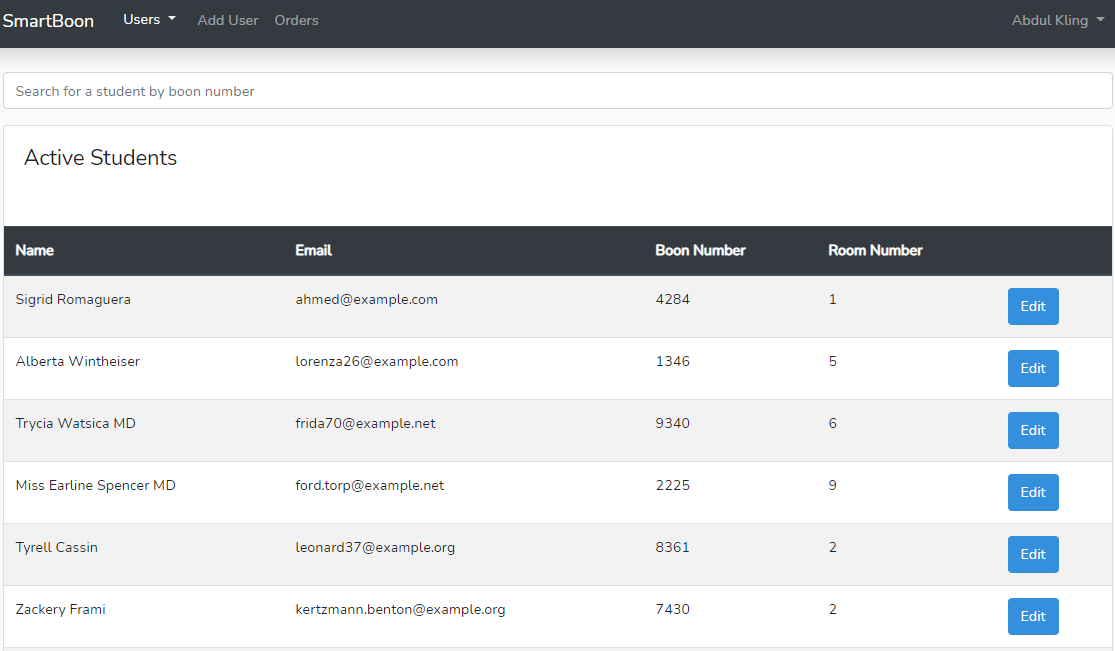 SmartBoon Users Add User Orders Abdul Kling
Search for a student by boon number
Active Students
Name Email Boon Number Room Number
Sigrid Romaguera ahmed@example.com 4284 1 Edit
Alberta Wintheiser lorenza26@example.com 1346 5 Edit
Trycia Watsica MD frida70@example.net 9340 6 Edit
Miss Earline Spencer MD ford.torp@example.net 2225 9 Edit
Tyrell Cassin leonard37@example.org 8361 2 Edit
Zackery Frami kertzmann.benton@example.org 7430 2 Edit